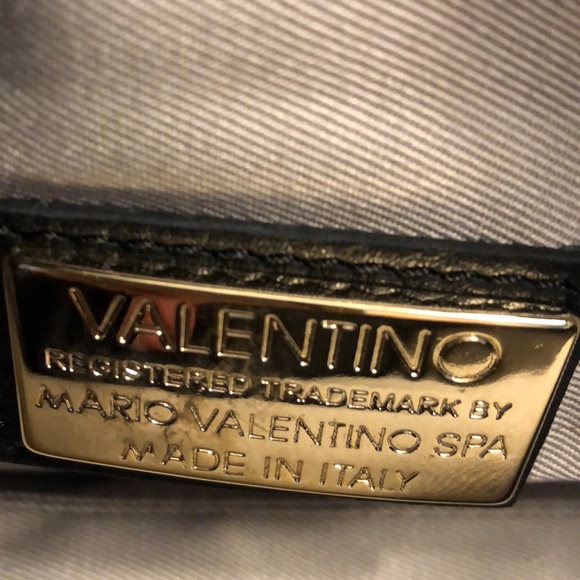 VALENTINO
REGISTERED TRADEMARK BY
MARIO VALENTINO SPA
MADE IN ITALY